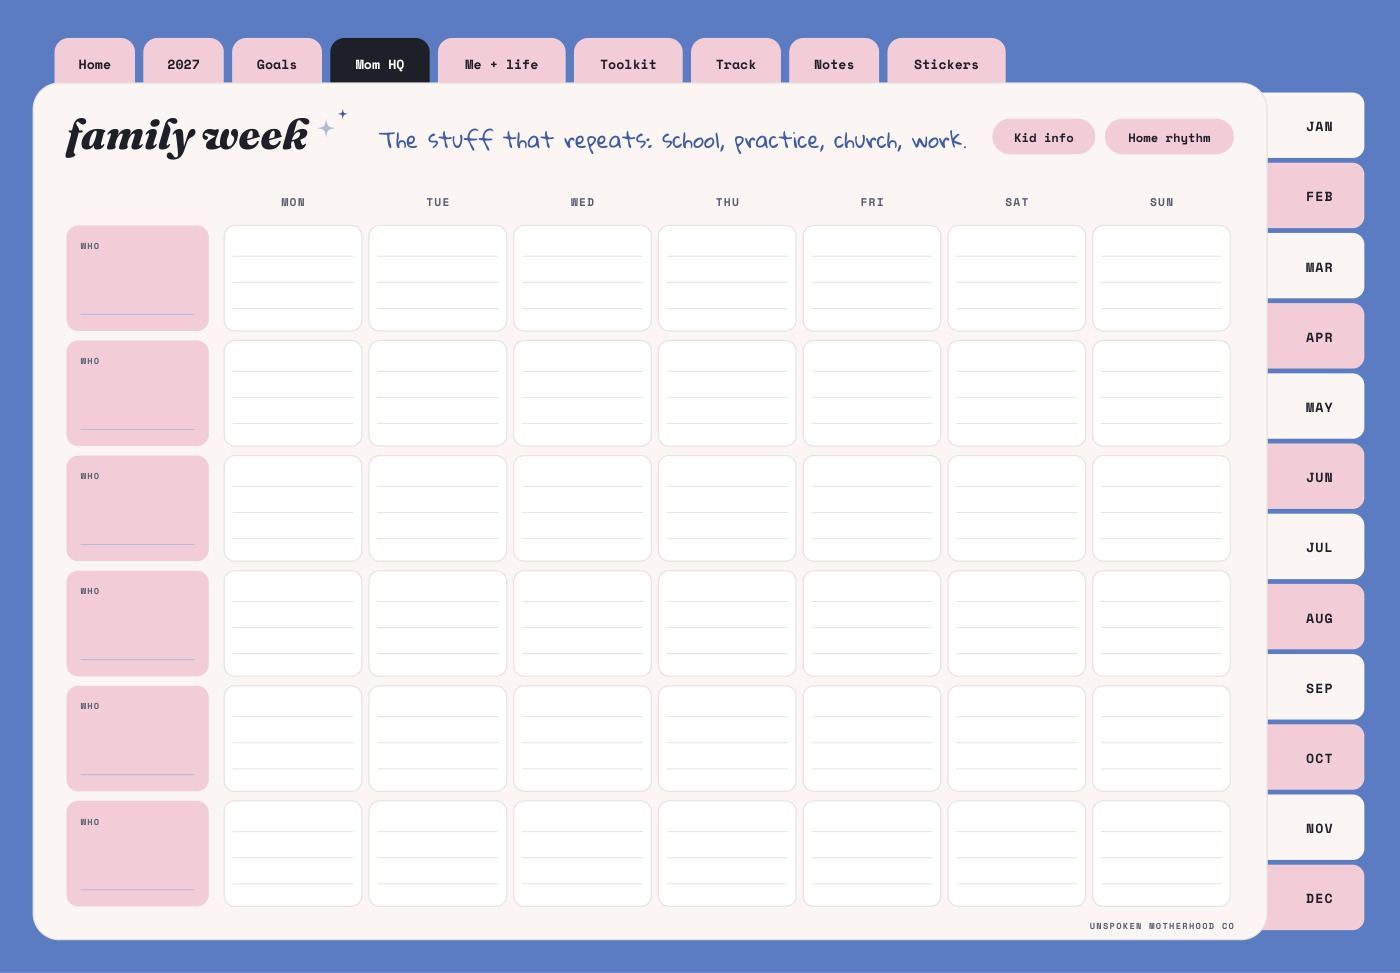 Home 2027 Goals Mom HQ Me + life Toolkit Track Notes Stickers
family week
The stuff that repeats: school, practice, church, work.
Kid info Home rhythm
MON TUE WED THU FRI SAT SUN
WHO
WHO
WHO
WHO
WHO
WHO
JAN
FEB
MAR
APR
MAY
JUN
JUL
AUG
SEP
OCT
NOV
DEC
UNSPOKEN MOTHERHOOD CO